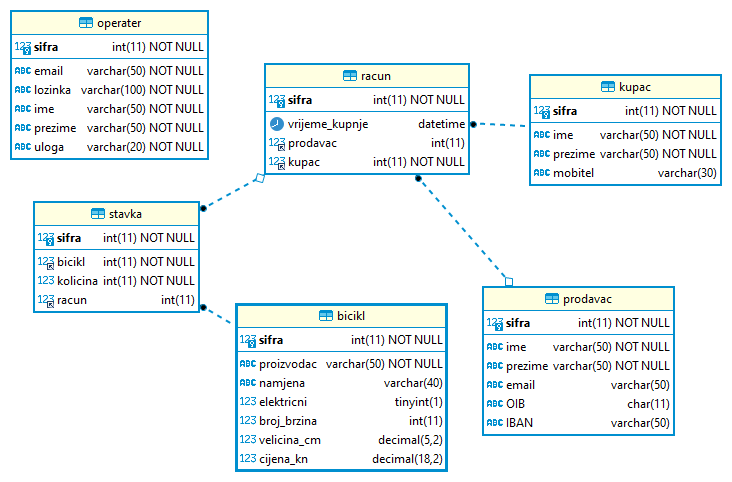 operater
sifra int(11) NOT NULL
email varchar(50) NOT NULL
lozinka varchar(100) NOT NULL
ime varchar(50) NOT NULL
prezime varchar(50) NOT NULL
uloga varchar(20) NOT NULL
racun
sifra int(11) NOT NULL
vrijeme_kupnje datetime
prodavac int(11)
kupac int(11) NOT NULL
kupac
sifra int(11) NOT NULL
ime varchar(50) NOT NULL
prezime varchar(50) NOT NULL
mobitel varchar(30)
stavka
sifra int(11) NOT NULL
bicikl int(11) NOT NULL
kolicina int(11) NOT NULL
racun int(11)
bicikl
sifra int(11) NOT NULL
proizvodac varchar(50) NOT NULL
namjena varchar(40)
elektricni tinyint(1)
broj_brzina int(11)
velicina_cm decimal(5,2)
cijena_kn decimal(18,2)
prodavac
sifra int(11) NOT NULL
ime varchar(50) NOT NULL
prezime varchar(50) NOT NULL
email varchar(50)
OIB char(11)
IBAN varchar(50)